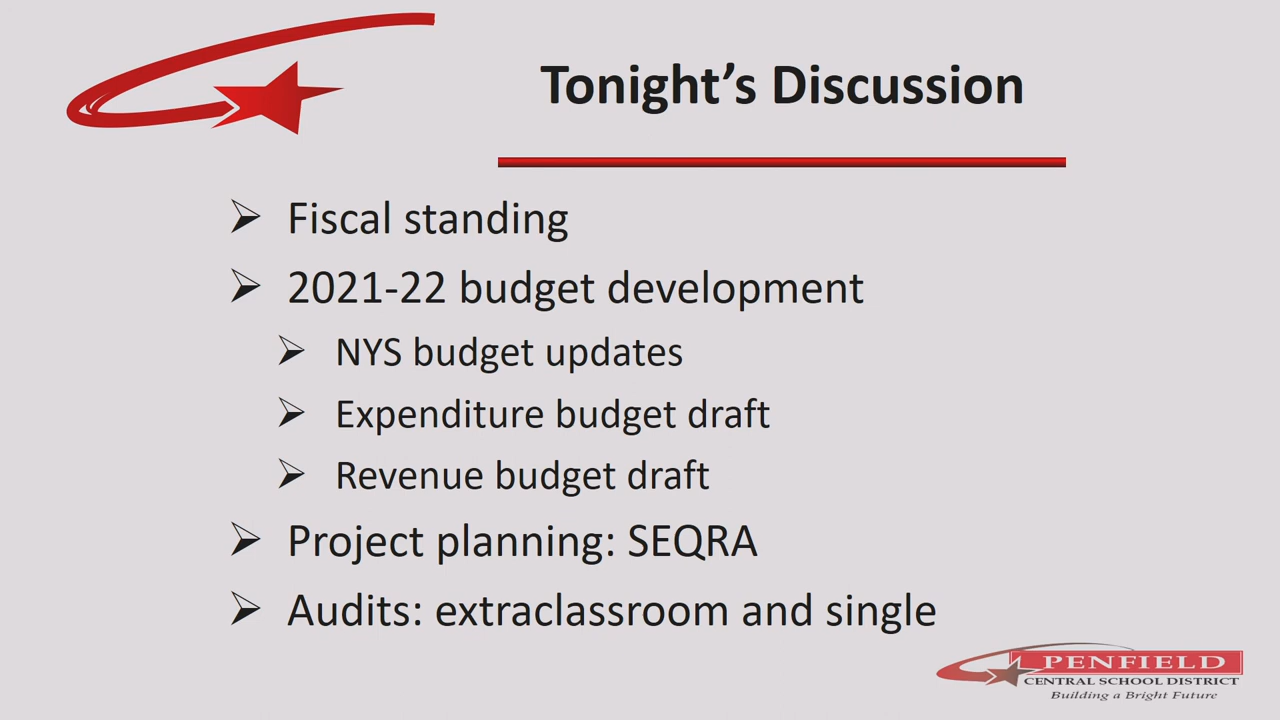 Tonight’s Discussion
Fiscal standing
2021-22 budget development
NYS budget updates
Expenditure budget draft
Revenue budget draft
Project planning: SEQRA
Audits: extraclassroom and single
PENFIELD
CENTRAL SCHOOL DISTRICT
Building a Bright Future